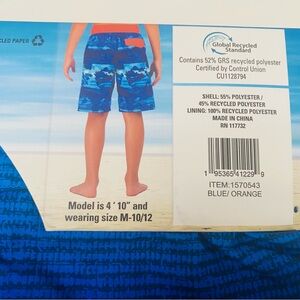 CLED PAPER
Global Recycled
Standard
Contains 52% GRS recycled polyester
Certified by Control Union
CU1128794
SHELL: 55% POLYESTER /
45% RECYCLED POLYESTER
LINING: 100% RECYCLED POLYESTER
MADE IN CHINA
RN 117732
1 95365 41229 9
ITEM:1570543
BLUE/ ORANGE
Model is 4 ' 10" and
wearing size M-10/12